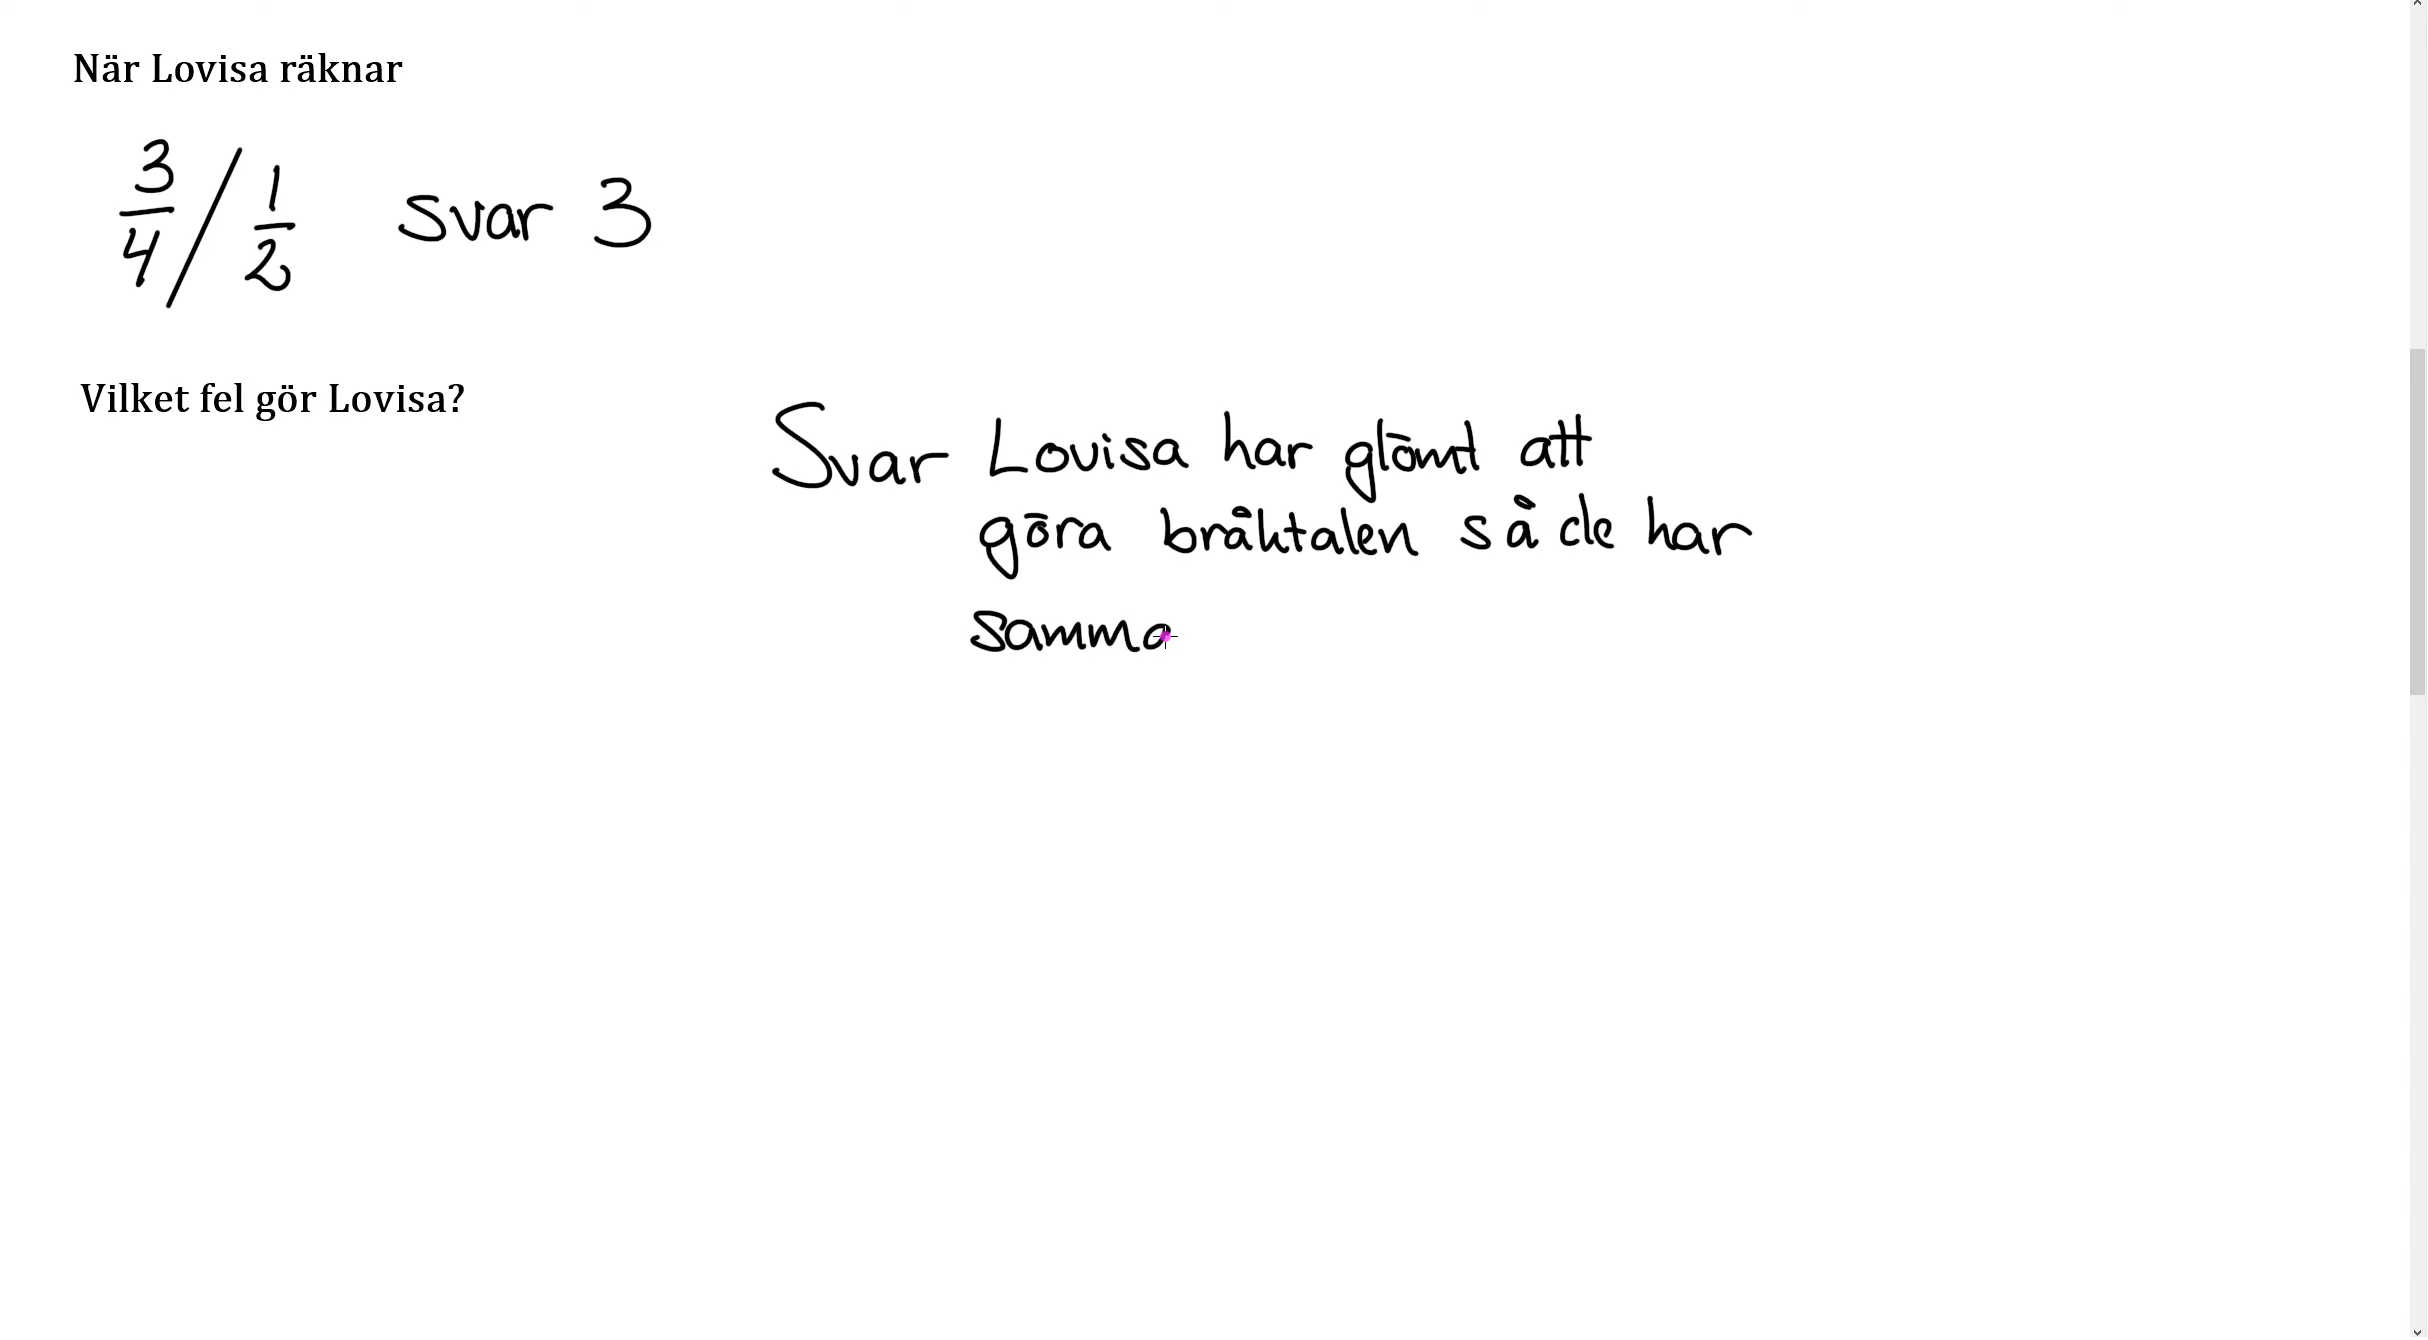 När Lovisa räknar
3/4 / 1/2 svar 3
Vilket fel gör Lovisa?
Svar Lovisa har glömt att
göra bråktalen så de har
samma